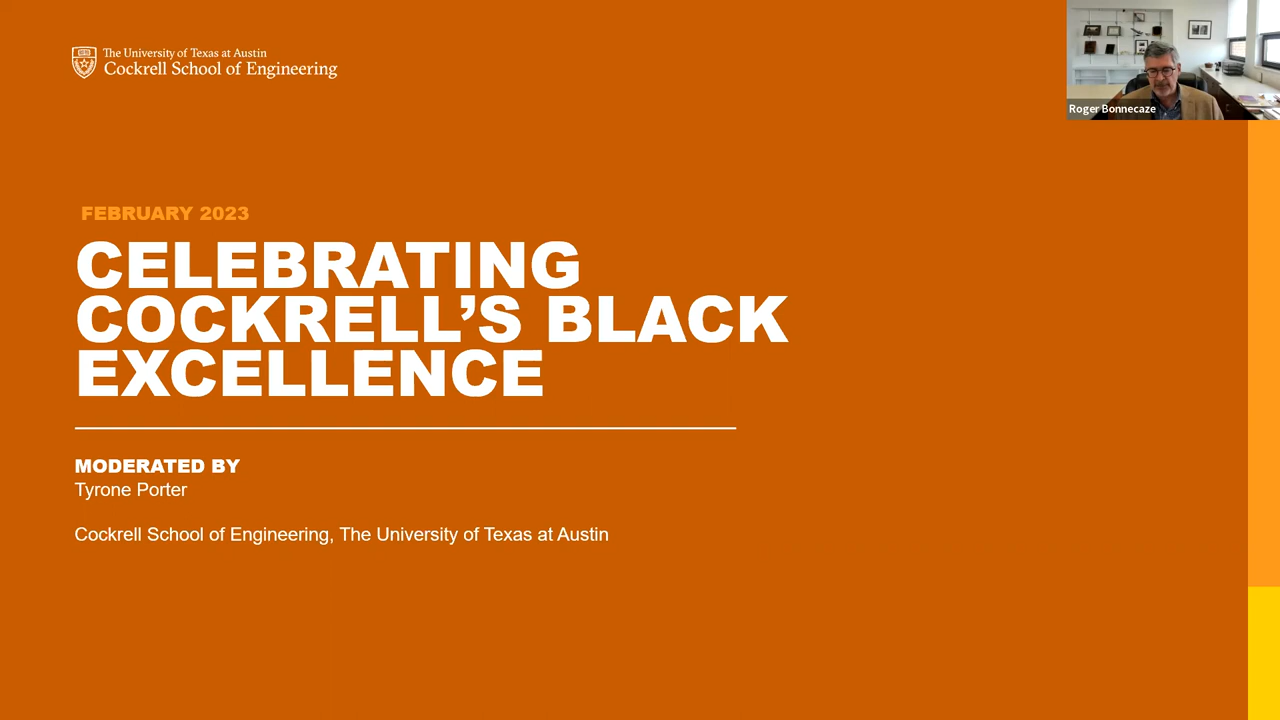 The University of Texas at Austin
Cockrell School of Engineering
Roger Bonnecaze
FEBRUARY 2023
CELEBRATING
COCKRELL’S BLACK
EXCELLENCE
MODERATED BY
Tyrone Porter
Cockrell School of Engineering, The University of Texas at Austin